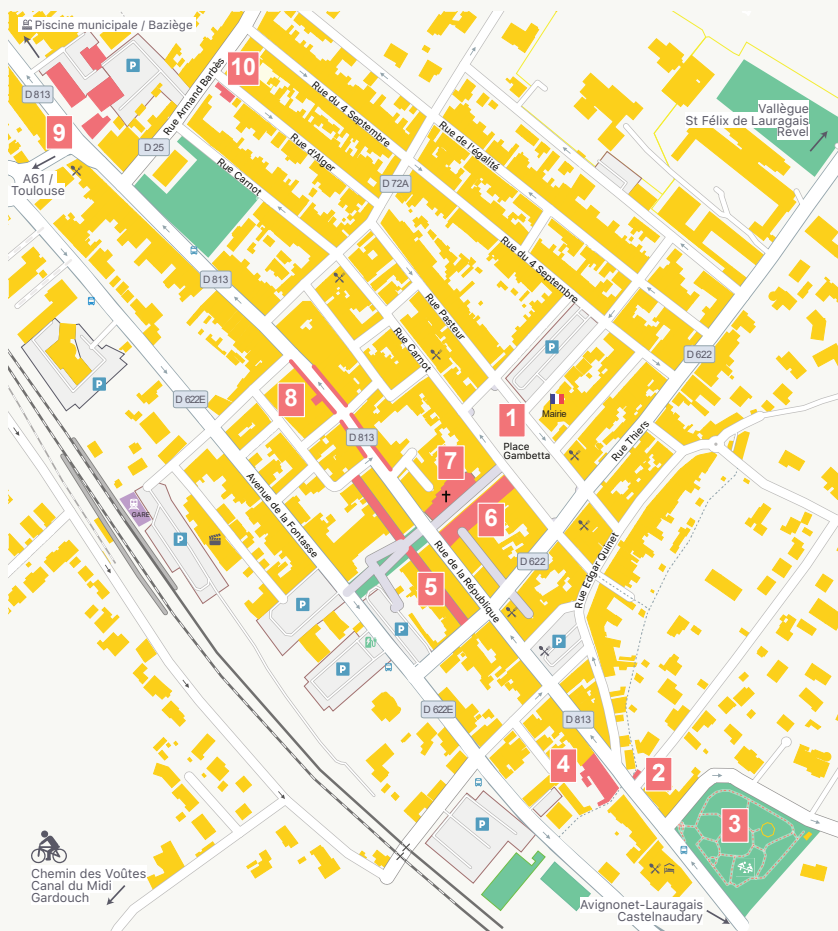 Piscine municipale / Baziège
P
10
D 813
Rue Armand Barbès
Rue du 4 Septembre
Vallègue
St Félix de Lauragais
Revel
9
D 25
Rue d'Alger
Rue de l'égalité
A61 /
Toulouse
Rue Carnot
D 72A
Rue du 4 Septembre
D 813
Rue Pasteur
Rue Carnot
P
D 622
P
D 622E
8
1
Mairie
Place
Gambetta
Rue Thiers
D 813
7
6
Avenue de la Fontasse
GARE
P
Rue de la République
D 622
Rue Edgar Quinet
5
P
P
P
P
D 622E
D 813
4
2
3
P
Chemin des Voûtes
Canal du Midi
Gardouch
Avignonet-Lauragais
Castelnaudary